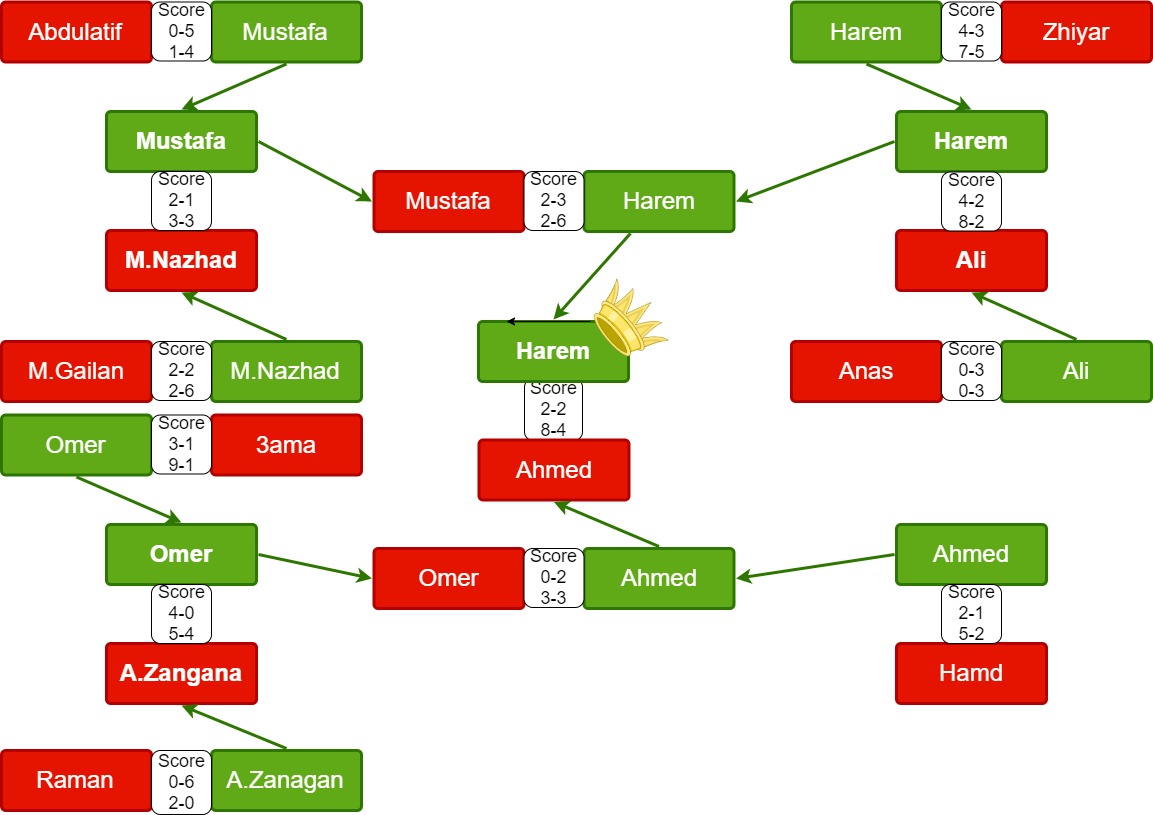 Abdulatif
Score
0-5
1-4
Mustafa
Harem
Score
4-3
7-5
Zhiyar
Mustafa
Score
2-1
3-3
M.Nazhad
Harem
Score
4-2
8-2
Ali
Mustafa
Score
2-3
2-6
Harem
M.Gailan
Score
2-2
2-6
M.Nazhad
Harem
Score
2-2
8-4
Ahmed
Anas
Score
0-3
0-3
Ali
Omer
Score
3-1
9-1
3ama
Omer
Score
4-0
5-4
A.Zangana
Omer
Score
0-2
3-3
Ahmed
Ahmed
Score
2-1
5-2
Hamd
Raman
Score
0-6
2-0
A.Zanagan